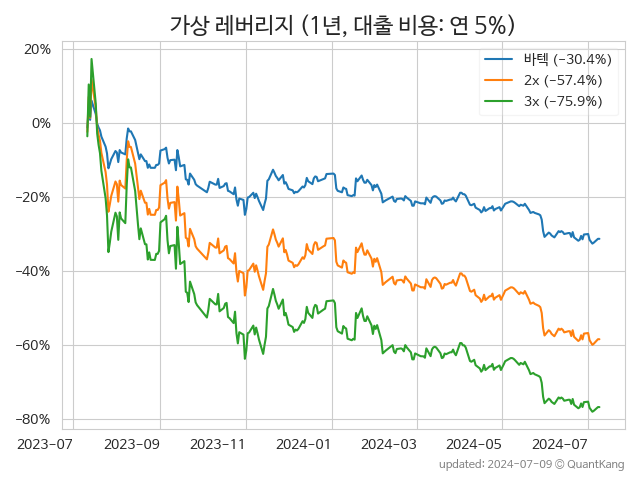 가상 레버리지 (1년, 대출 비용: 연 5%)
바텍 (-30.4%)
2x (-57.4%)
3x (-75.9%)
20%
0%
−20%
−40%
−60%
−80%
2023-07
2023-09
2023-11
2024-01
2024-03
2024-05
2024-07
updated: 2024-07-09 © QuantKang